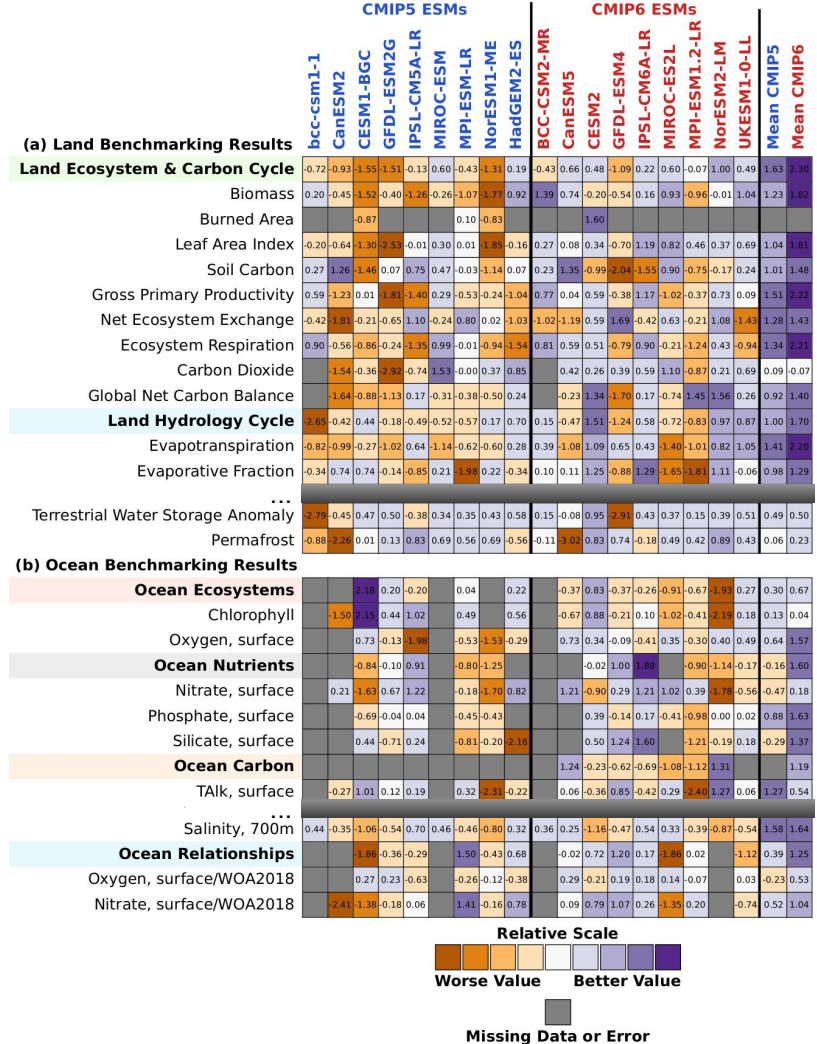 CMIP5 ESMs CMIP6 ESMs
bcc-csm1-1
CanESM2
CESM1-BGC
GFDL-ESM2G
IPSL-CM5A-LR
MIROC-ESM
MPI-ESM-LR
NorESM1-ME
HadGEM2-ES
BCC-CSM2-MR
CanESM5
CESM2
GFDL-ESM4
IPSL-CM6A-LR
MIROC-ES2L
MPI-ESM1.2-LR
NorESM2-LM
UKESM1-0-LL
Mean CMIP5
Mean CMIP6
(a) Land Benchmarking Results
Land Ecosystem & Carbon Cycle -0.72 -0.93 -1.55 -1.51 -0.13 0.60 -0.43 -1.31 0.19 -0.43 0.66 0.48 -1.09 0.22 0.60 -0.07 1.00 0.49 1.63 2.30
Biomass 0.20 -0.45 -1.52 -0.40 -1.26 -0.26 -1.07 -1.77 0.92 1.39 0.74 -0.20 -0.54 0.16 0.93 -0.96 -0.01 1.04 1.23 1.82
Burned Area -0.87 0.10 -0.83 1.60
Leaf Area Index -0.20 -0.64 -1.30 -2.53 -0.01 0.30 0.01 -1.85 -0.16 0.27 0.08 0.34 -0.70 1.19 0.82 0.46 0.37 0.69 1.04 1.81
Soil Carbon 0.27 1.26 -1.46 0.07 0.75 0.47 -0.03 -1.14 0.07 0.23 1.35 -0.99 -2.04 -1.55 0.90 -0.75 -0.17 0.24 1.01 1.48
Gross Primary Productivity 0.59 -1.23 0.01 -1.81 -1.40 0.29 -0.53 -0.24 -1.04 0.77 0.04 0.59 -0.38 1.17 -1.02 -0.37 0.73 0.09 1.51 2.22
Net Ecosystem Exchange -0.42 -1.81 -0.21 -0.65 1.10 -0.24 0.80 0.02 -1.03 -1.02 -1.19 0.59 1.69 -0.42 0.63 -0.21 1.08 -1.43 1.28 1.43
Ecosystem Respiration 0.90 -0.56 -0.86 -0.24 -1.35 0.99 -0.01 -0.94 -1.54 0.81 0.59 0.51 -0.79 0.90 -0.21 -1.24 0.43 -0.94 1.34 2.21
Carbon Dioxide -1.54 -0.36 -2.92 -0.74 1.53 -0.00 0.37 0.85 0.42 0.26 0.39 0.59 1.10 -0.87 0.21 0.69 0.09 -0.07
Global Net Carbon Balance -1.64 -0.88 -1.13 0.17 -0.31 -0.38 -0.50 0.24 -0.23 1.34 -1.70 0.17 -0.74 1.45 1.56 0.26 0.92 1.40
Land Hydrology Cycle -2.65 -0.42 0.44 -0.18 -0.49 -0.52 -0.57 0.17 0.70 0.15 -0.47 1.51 -1.24 0.58 -0.72 -0.83 0.97 0.87 1.00 1.70
Evapotranspiration -0.82 -0.99 -0.27 -1.02 0.64 -1.14 -0.62 -0.60 0.28 0.39 -1.08 1.09 0.65 0.43 -1.40 -1.01 0.82 1.05 1.41 2.20
Evaporative Fraction -0.34 0.74 0.74 -0.14 -0.85 0.21 -1.98 0.22 -0.34 0.10 0.11 1.25 -0.88 1.29 -1.65 -1.81 1.11 -0.06 0.98 1.29
...
Terrestrial Water Storage Anomaly -2.79 -0.45 0.47 0.50 -0.38 0.34 0.35 0.43 0.58 0.15 -0.08 0.95 -2.91 0.43 0.37 0.15 0.39 0.51 0.49 0.50
Permafrost -0.88 -2.26 0.01 0.13 0.83 0.69 0.56 0.69 -0.56 -0.11 -3.02 0.83 0.74 -0.18 0.49 0.42 0.89 0.43 0.06 0.23
(b) Ocean Benchmarking Results
Ocean Ecosystems 2.18 0.20 -0.20 0.04 0.22 -0.37 0.83 -0.37 -0.26 -0.91 -0.67 -1.93 0.27 0.30 0.67
Chlorophyll -1.50 2.15 0.44 1.02 0.49 0.56 -0.67 0.88 -0.21 0.10 -1.02 -0.41 -2.19 0.18 0.13 0.04
Oxygen, surface 0.73 -0.13 -1.98 -0.53 -1.53 -0.29 0.73 0.34 -0.09 -0.41 0.35 -0.30 0.40 0.49 0.64 1.57
Ocean Nutrients -0.84 -0.10 0.91 -0.80 -1.25 -0.02 1.00 1.88 -0.90 -1.14 -0.17 -0.16 1.60
Nitrate, surface 0.21 -1.63 0.67 1.22 -0.18 -1.70 0.82 1.21 -0.90 0.29 1.21 1.02 0.39 -1.78 -0.56 -0.47 0.18
Phosphate, surface -0.69 -0.04 0.04 -0.45 -0.43 0.39 -0.14 0.17 -0.41 -0.98 0.00 0.02 0.88 1.63
Silicate, surface 0.44 -0.71 0.24 -0.81 -0.20 -2.16 0.50 1.24 1.60 -1.21 -0.19 0.18 -0.29 1.37
Ocean Carbon 1.24 -0.23 -0.62 -0.69 -1.08 -1.12 1.31 1.19
TAlk, surface -0.27 1.01 0.12 0.19 0.32 -2.31 -0.22 0.06 -0.36 0.85 -0.42 0.29 -2.40 1.27 0.06 1.27 0.54
...
Salinity, 700m 0.44 -0.35 -1.06 -0.54 0.70 0.46 -0.46 -0.80 0.32 0.36 0.25 -1.16 -0.47 0.54 0.33 -0.39 -0.87 -0.54 1.58 1.64
Ocean Relationships -1.86 -0.36 -0.29 1.50 -0.43 0.68 -0.02 0.72 1.20 0.17 -1.86 0.02 -1.12 0.39 1.25
Oxygen, surface/WOA2018 0.27 0.23 -0.63 -0.26 -0.12 -0.38 0.29 -0.21 0.19 0.18 0.14 -0.07 0.03 -0.23 0.53
Nitrate, surface/WOA2018 -2.41 -1.38 -0.18 0.06 1.41 -0.16 0.78 0.09 0.79 1.07 0.26 -1.35 0.20 -0.74 0.52 1.04
Relative Scale
Worse Value Better Value
Missing Data or Error